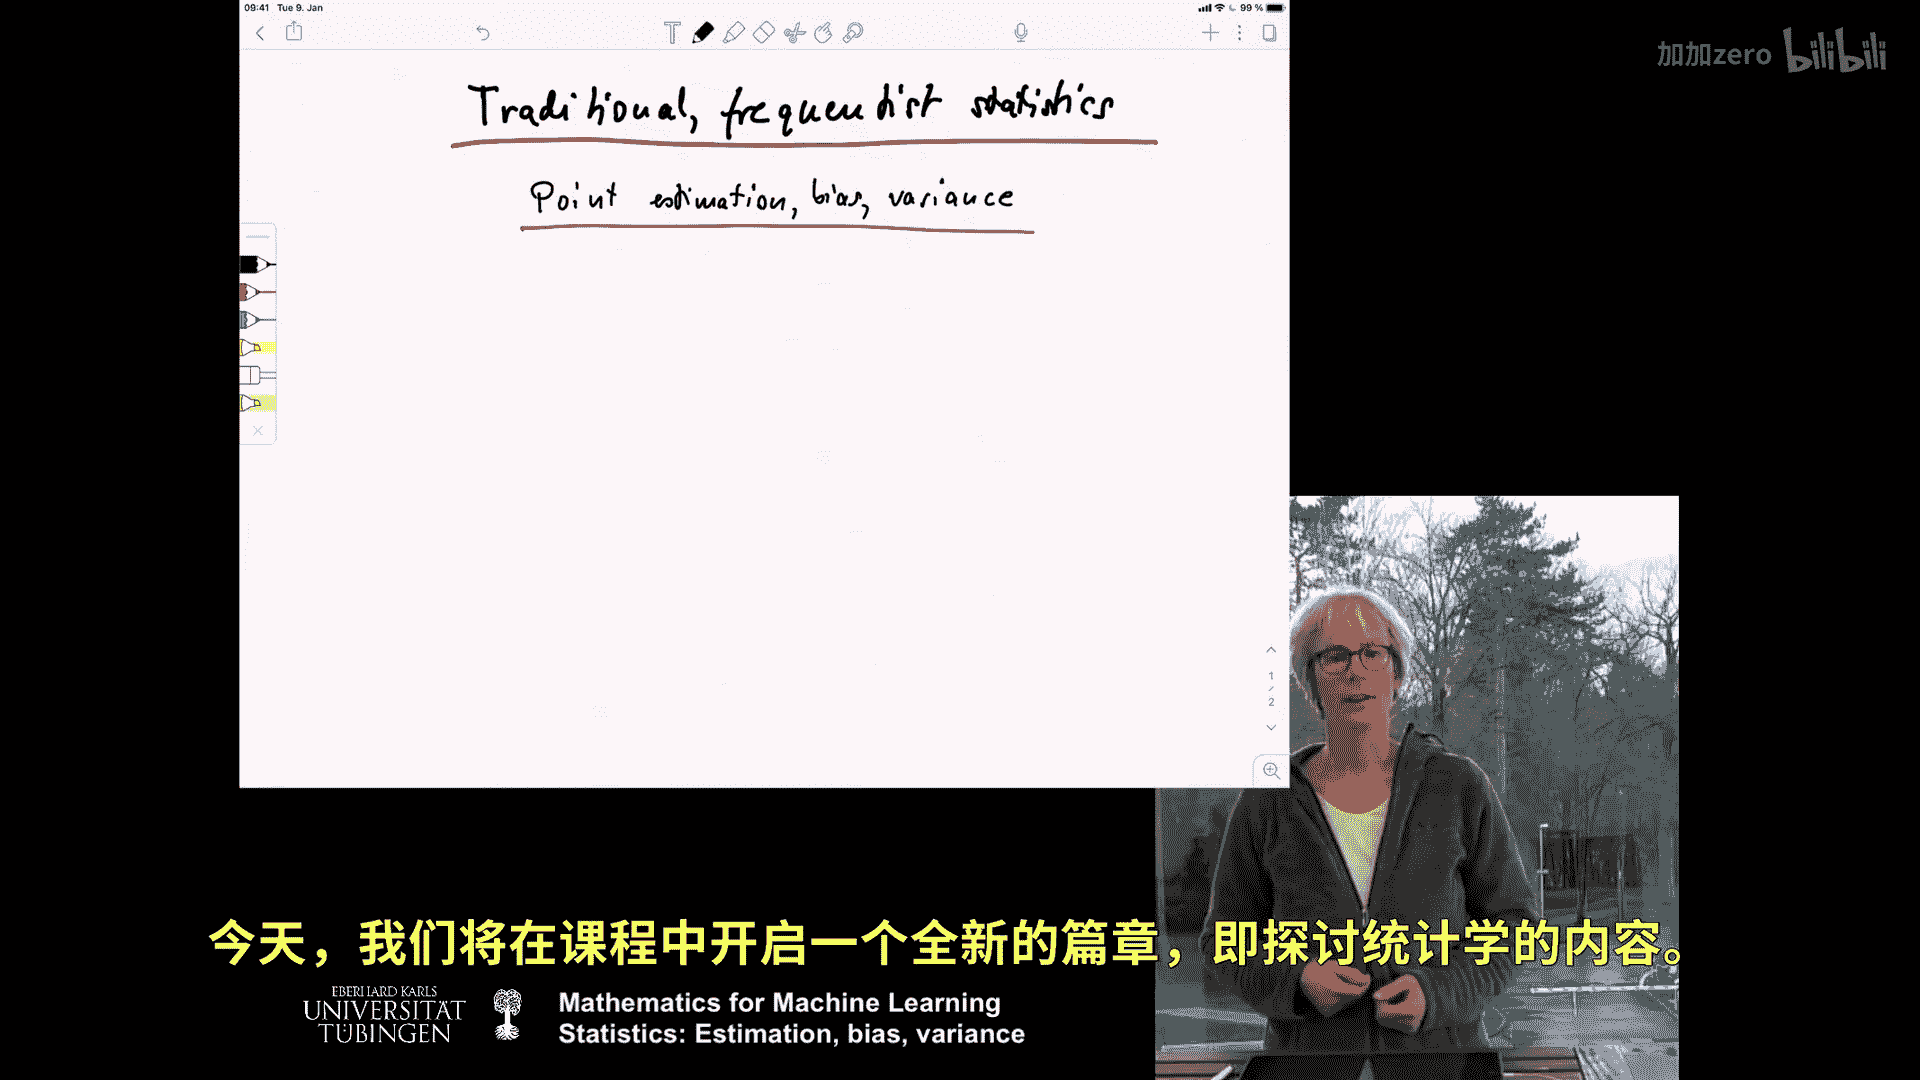 09:41 Tue 9. Jan
99 %
加加zero bilibili
Traditional, frequentist statistics
Point estimation, bias, variance
1
2
今天，我们将在课程中开启一个全新的篇章，即探讨统计学的内容。
EBERHARD KARLS
UNIVERSITÄT
TÜBINGEN
Mathematics for Machine Learning
Statistics: Estimation, bias, variance